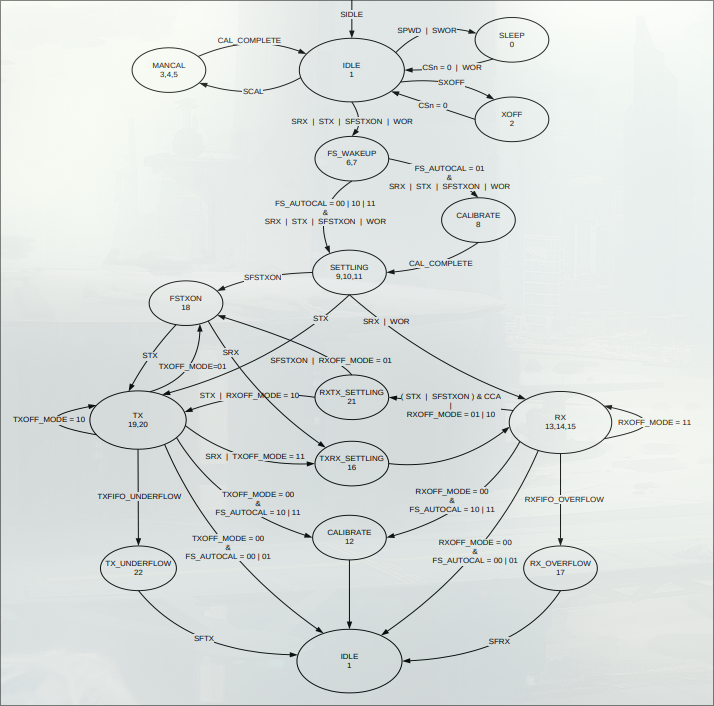 SIDLE
SPWD | SWOR
SLEEP
0
CAL_COMPLETE
MANCAL
3,4,5
IDLE
1
CSn = 0 | WOR
SXOFF
SCAL
CSn = 0
XOFF
2
SRX | STX | SFSTXON | WOR
FS_WAKEUP
6,7
FS_AUTOCAL = 01
&
SRX | STX | SFSTXON | WOR
FS_AUTOCAL = 00 | 10 | 11
&
SRX | STX | SFSTXON | WOR
CALIBRATE
8
CAL_COMPLETE
SETTLING
9,10,11
SFSTXON
FSTXON
18
STX
SRX | WOR
STX
SRX
TXOFF_MODE=01
SFSTXON | RXOFF_MODE = 01
RXTX_SETTLING
21
STX | RXOFF_MODE = 10
( STX | SFSTXON ) & CCA
|
RXOFF_MODE = 01 | 10
TXOFF_MODE = 10
TX
19,20
RX
13,14,15
RXOFF_MODE = 11
SRX | TXOFF_MODE = 11
TXRX_SETTLING
16
TXFIFO_UNDERFLOW
TXOFF_MODE = 00
&
FS_AUTOCAL = 10 | 11
RXOFF_MODE = 00
&
FS_AUTOCAL = 10 | 11
RXFIFO_OVERFLOW
CALIBRATE
12
TXOFF_MODE = 00
&
FS_AUTOCAL = 00 | 01
RXOFF_MODE = 00
&
FS_AUTOCAL = 00 | 01
TX_UNDERFLOW
22
RX_OVERFLOW
17
SFTX
SFRX
IDLE
1